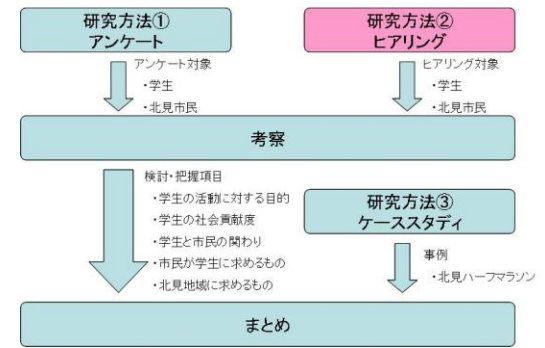 研究方法①
アンケート
研究方法②
ヒアリング
アンケート対象
・学生
・北見市民
ヒアリング対象
・学生
・北見市民
考察
検討・把握項目
・学生の活動に対する目的
・学生の社会貢献度
・学生と市民の関わり
・市民が学生に求めるもの
・北見地域に求めるもの
研究方法③
ケーススタディ
事例
・北見ハーフマラソン
まとめ